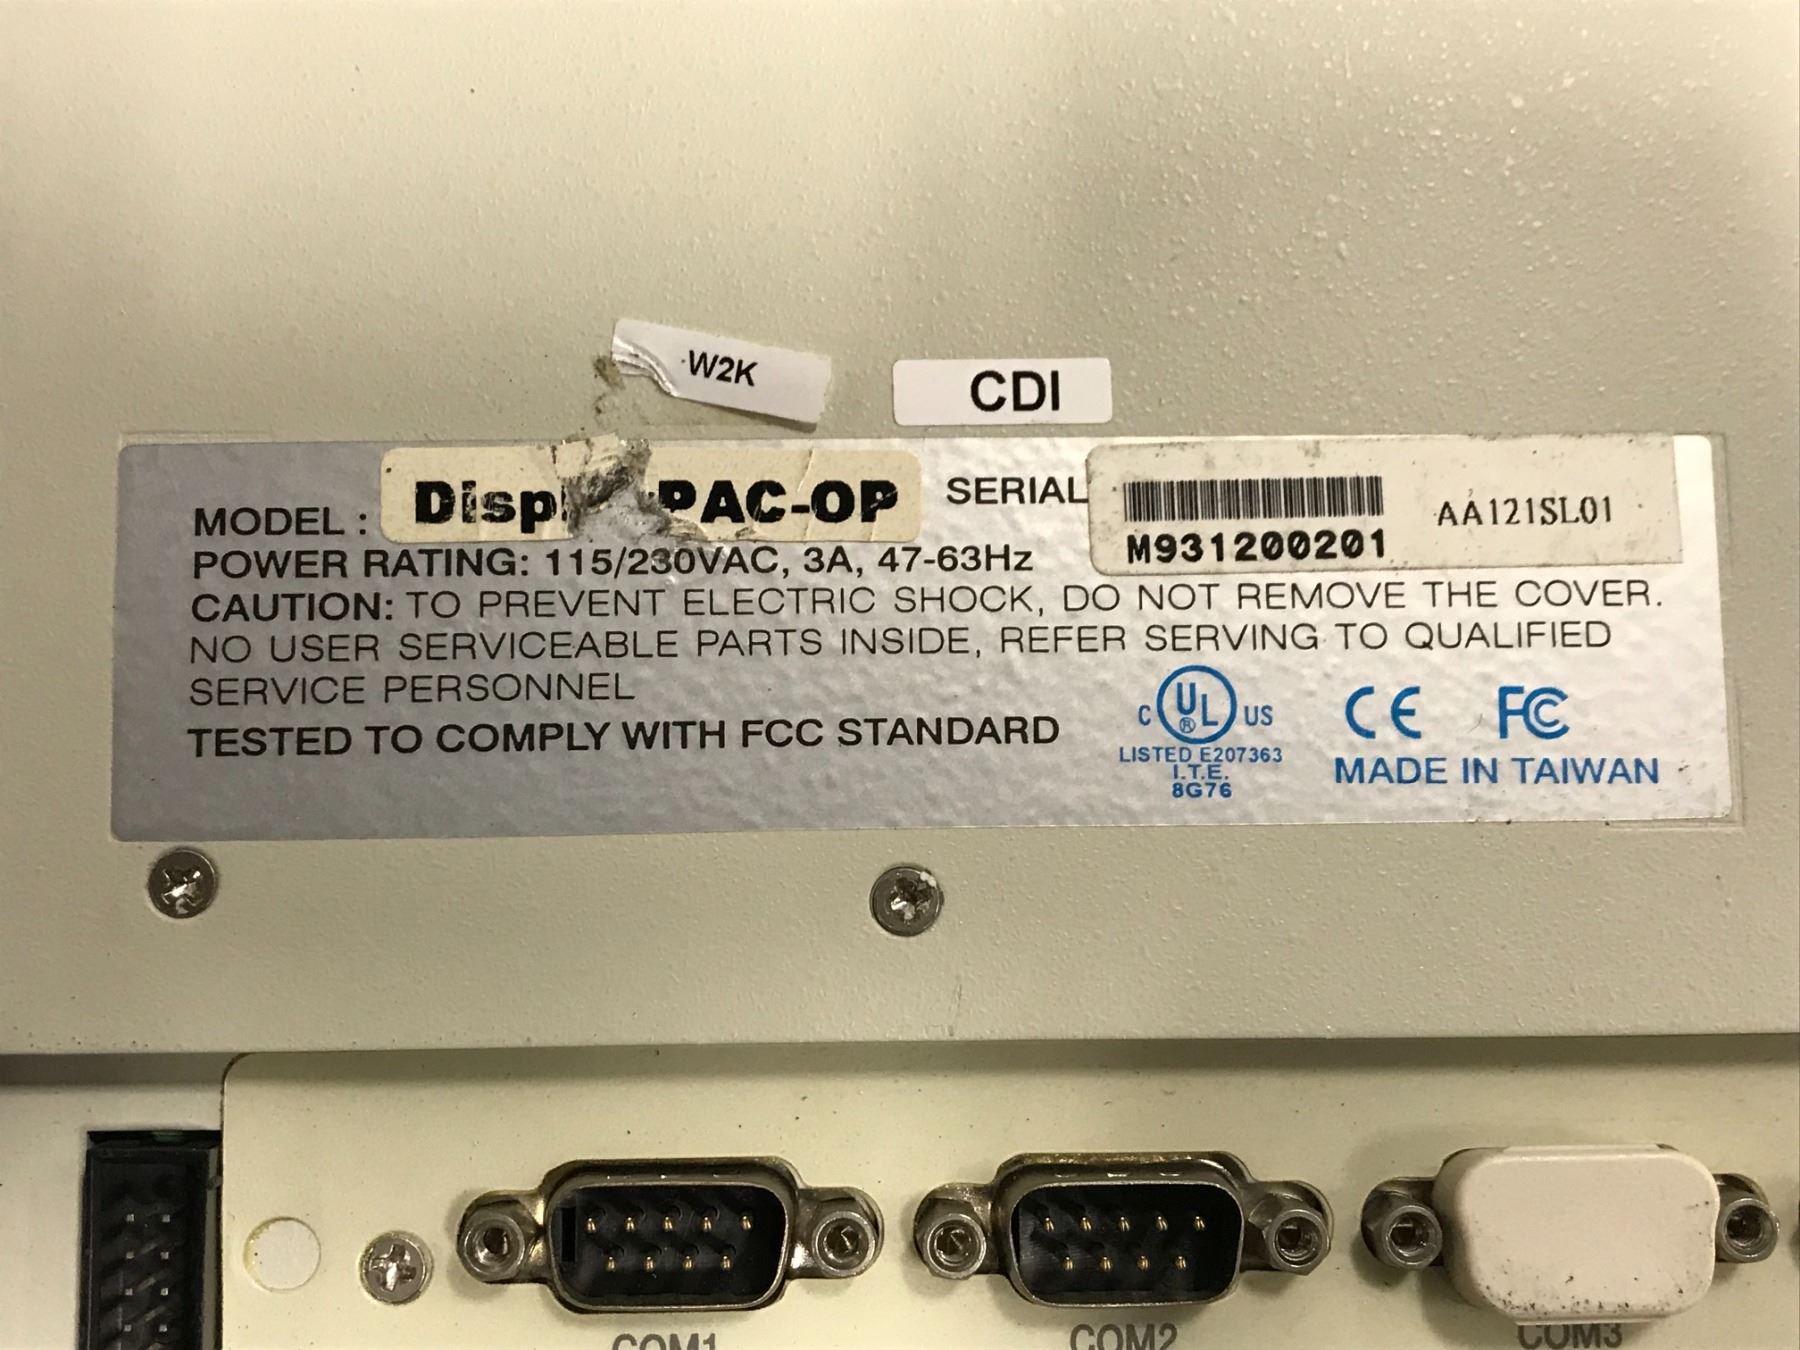 W2K
CDI
MODEL : PAC-OP
SERIAL
M931200201
AA121SL01
POWER RATING: 115/230VAC, 3A, 47-63Hz
CAUTION: TO PREVENT ELECTRIC SHOCK, DO NOT REMOVE THE COVER.
NO USER SERVICEABLE PARTS INSIDE, REFER SERVING TO QUALIFIED
SERVICE PERSONNEL
TESTED TO COMPLY WITH FCC STANDARD
C UL ® US
LISTED E207363
I.T.E.
8G76
CE FC
MADE IN TAIWAN
COM1 COM2 COM3